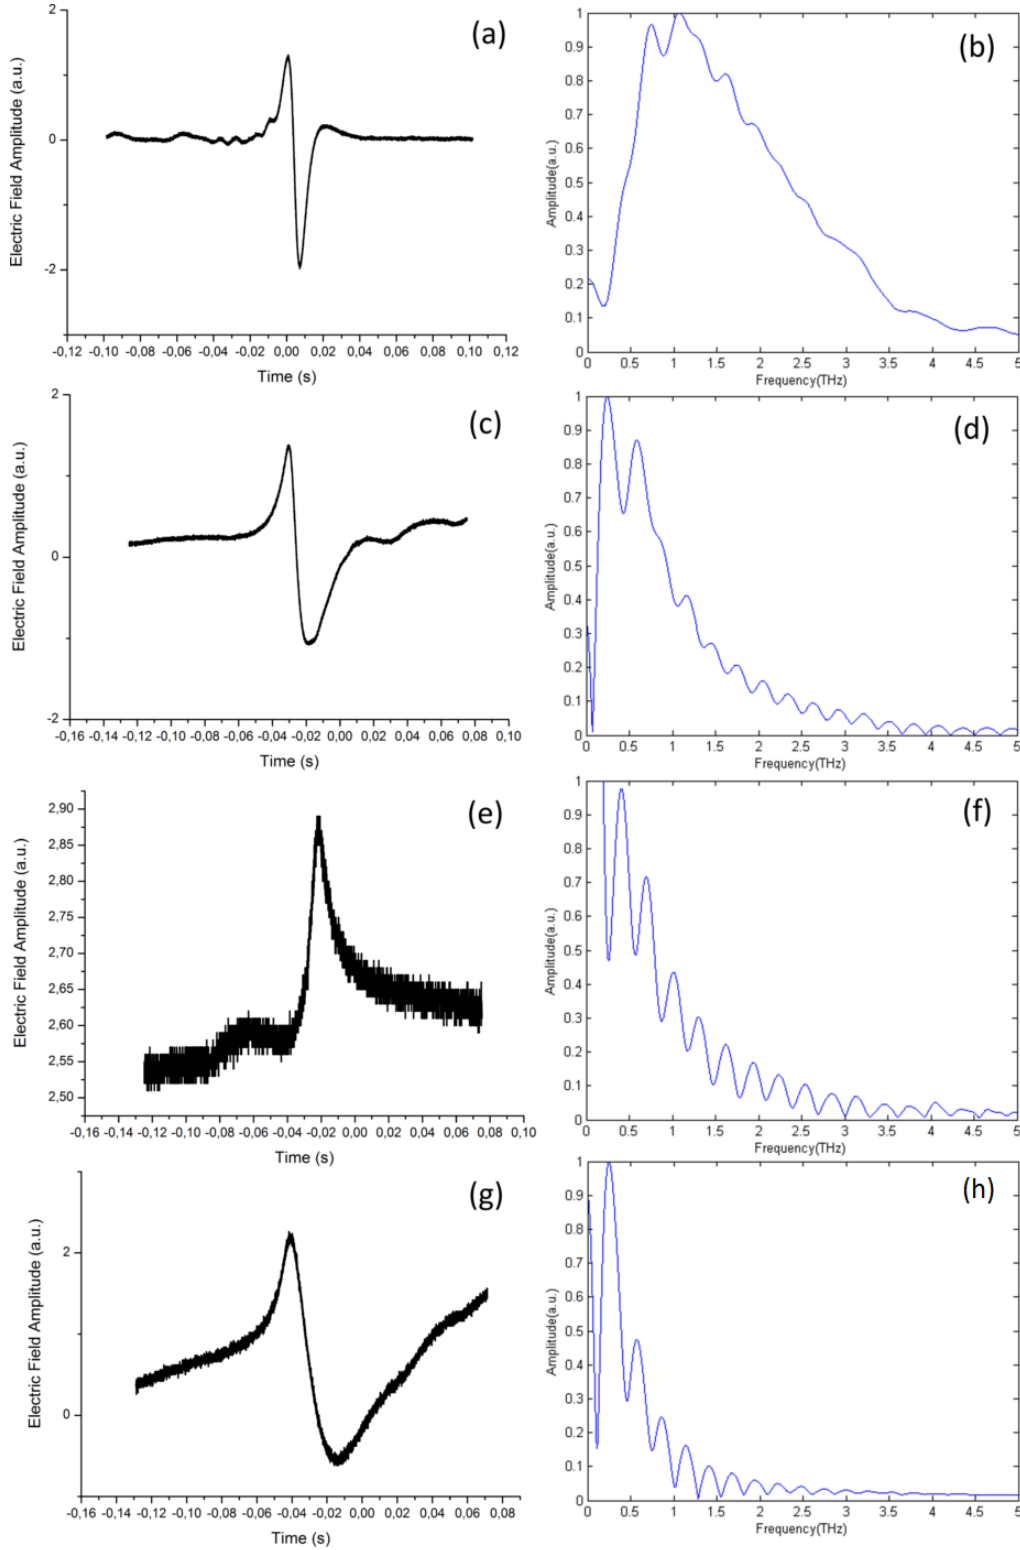 (a)
Electric Field Amplitude (a.u.)
2
0
-2
-0,12 -0,10 -0,08 -0,06 -0,04 -0,02 0,00 0,02 0,04 0,06 0,08 0,10 0,12
Time (s)
(b)
Amplitude(a.u.)
1
0.9
0.8
0.7
0.6
0.5
0.4
0.3
0.2
0.1
0
0.5 1 1.5 2 2.5 3 3.5 4 4.5 5
Frequency(THz)
(c)
Electric Field Amplitude (a.u.)
2
0
-2
-0,16 -0,14 -0,12 -0,10 -0,08 -0,06 -0,04 -0,02 0,00 0,02 0,04 0,06 0,08 0,10
Time (s)
(d)
Amplitude(a.u.)
1
0.9
0.8
0.7
0.6
0.5
0.4
0.3
0.2
0.1
0
0 0.5 1 1.5 2 2.5 3 3.5 4 4.5 5
Frequency(THz)
(e)
Electric Field Amplitude (a.u.)
2,90
2,85
2,80
2,75
2,70
2,65
2,60
2,55
2,50
-0,16 -0,14 -0,12 -0,10 -0,08 -0,06 -0,04 -0,02 0,00 0,02 0,04 0,06 0,08 0,10
Time (s)
(f)
Amplitude(a.u.)
1
0.9
0.8
0.7
0.6
0.5
0.4
0.3
0.2
0.1
0
0 0.5 1 1.5 2 2.5 3 3.5 4 4.5 5
Frequency(THz)
(g)
Electric Field Amplitude (a.u.)
2
0
-0,16 -0,14 -0,12 -0,10 -0,08 -0,06 -0,04 -0,02 0,00 0,02 0,04 0,06 0,08
Time (s)
(h)
Amplitude(a.u.)
1
0.9
0.8
0.7
0.6
0.5
0.4
0.3
0.2
0.1
0
0 0.5 1 1.5 2 2.5 3 3.5 4 4.5 5
Frequency(THz)